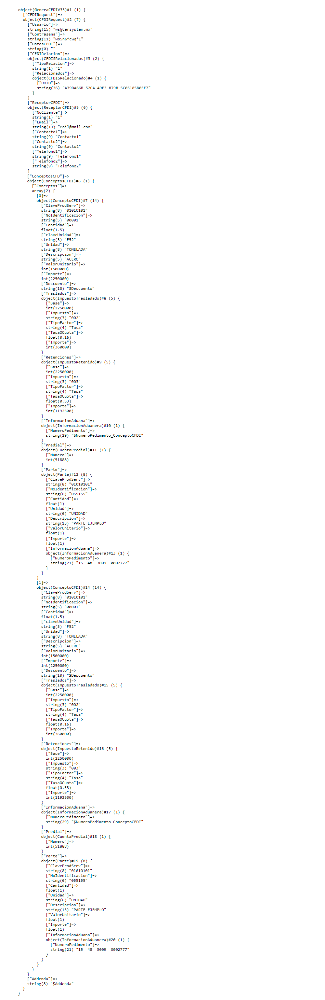 object(GeneraCFDIV33)#1 (1) {
["CFDIRequest"]=>
object(CFDIRequest)#2 (7) {
["Usuario"]=>
string(15) "ws@carsystem.mx"
["Contrasena"]=>
string(11) "Ws5n6*cwq*1"
["DatosCFDI"]=>
string(0) ""
["CFDIRelacion"]=>
object(CFDISRelacionados)#3 (2) {
["TipoRelacion"]=>
string(1) "1"
["Relacionados"]=>
object(CFDISRelacionado)#4 (1) {
["UUID"]=>
string(36) "A39DA66B-52CA-49E3-879B-5C05185B0EF7"
}
}
["ReceptorCFDI"]=>
object(ReceptorCFDI)#5 (6) {
["NoCliente"]=>
string(1) "1"
["Email"]=>
string(13) "Mail@mail.com"
["Contacto1"]=>
string(9) "Contacto1"
["Contacto2"]=>
string(9) "Contacto2"
["Telefono1"]=>
string(9) "Telefono1"
["Telefono2"]=>
string(9) "Telefono2"
}
["ConceptosCFD"]=>
object(ConceptosCFDI)#6 (1) {
["Conceptos"]=>
array(2) {
[0]=>
object(ConceptoCFDI)#7 (14) {
["ClaveProdServ"]=>
string(8) "01010101"
["NoIdentificacion"]=>
string(5) "00001"
["Cantidad"]=>
float(1.5)
["claveUnidad"]=>
string(3) "F52"
["Unidad"]=>
string(8) "TONELADA"
["Descripcion"]=>
string(5) "ACERO"
["ValorUnitario"]=>
int(1500000)
["Importe"]=>
int(2250000)
["Descuento"]=>
string(10) "$Descuento"
["Traslados"]=>
object(ImpuestoTrasladado)#8 (5) {
["Base"]=>
int(2250000)
["Impuesto"]=>
string(3) "002"
["TipoFactor"]=>
string(4) "Tasa"
["TasaOCuota"]=>
float(0.16)
["Importe"]=>
int(360000)
}
["Retenciones"]=>
object(ImpuestoRetenido)#9 (5) {
["Base"]=>
int(2250000)
["Impuesto"]=>
string(3) "003"
["TipoFactor"]=>
string(4) "Tasa"
["TasaOCuota"]=>
float(0.53)
["Importe"]=>
int(1192500)
}
["InformacionAduana"]=>
object(InformacionAduanera)#10 (1) {
["NumeroPedimento"]=>
string(29) "$NumeroPedimento_ConceptoCFDI"
}
["Predial"]=>
object(CuentaPredial)#11 (1) {
["Numero"]=>
int(51888)
}
["Parte"]=>
object(Parte)#12 (8) {
["ClaveProdServ"]=>
string(8) "01010101"
["NoIdentificacion"]=>
string(6) "055155"
["Cantidad"]=>
float(1)
["Unidad"]=>
string(6) "UNIDAD"
["Descripcion"]=>
string(13) "PARTE EJEMPLO"
["ValorUnitario"]=>
float(1)
["Importe"]=>
float(1)
["InformacionAduana"]=>
object(InformacionAduanera)#13 (1) {
["NumeroPedimento"]=>
string(21) "15  48  3009  0002777"
}
}
}
[1]=>
object(ConceptoCFDI)#14 (14) {
["ClaveProdServ"]=>
string(8) "01010101"
["NoIdentificacion"]=>
string(5) "00001"
["Cantidad"]=>
float(1.5)
["claveUnidad"]=>
string(3) "F52"
["Unidad"]=>
string(8) "TONELADA"
["Descripcion"]=>
string(5) "ACERO"
["ValorUnitario"]=>
int(1500000)
["Importe"]=>
int(2250000)
["Descuento"]=>
string(10) "$Descuento"
["Traslados"]=>
object(ImpuestoTrasladado)#15 (5) {
["Base"]=>
int(2250000)
["Impuesto"]=>
string(3) "002"
["TipoFactor"]=>
string(4) "Tasa"
["TasaOCuota"]=>
float(0.16)
["Importe"]=>
int(360000)
}
["Retenciones"]=>
object(ImpuestoRetenido)#16 (5) {
["Base"]=>
int(2250000)
["Impuesto"]=>
string(3) "003"
["TipoFactor"]=>
string(4) "Tasa"
["TasaOCuota"]=>
float(0.53)
["Importe"]=>
int(1192500)
}
["InformacionAduana"]=>
object(InformacionAduanera)#17 (1) {
["NumeroPedimento"]=>
string(29) "$NumeroPedimento_ConceptoCFDI"
}
["Predial"]=>
object(CuentaPredial)#18 (1) {
["Numero"]=>
int(51888)
}
["Parte"]=>
object(Parte)#19 (8) {
["ClaveProdServ"]=>
string(8) "01010101"
["NoIdentificacion"]=>
string(6) "055155"
["Cantidad"]=>
float(1)
["Unidad"]=>
string(6) "UNIDAD"
["Descripcion"]=>
string(13) "PARTE EJEMPLO"
["ValorUnitario"]=>
float(1)
["Importe"]=>
float(1)
["InformacionAduana"]=>
object(InformacionAduanera)#20 (1) {
["NumeroPedimento"]=>
string(21) "15  48  3009  0002777"
}
}
}
}
}
["Addenda"]=>
string(8) "$Addenda"
}
}